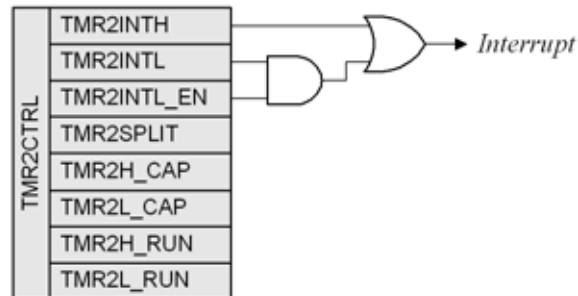 TMR2CTRL
TMR2INTH
TMR2INTL
TMR2INTL_EN
TMR2SPLIT
TMR2H_CAP
TMR2L_CAP
TMR2H_RUN
TMR2L_RUN
Interrupt